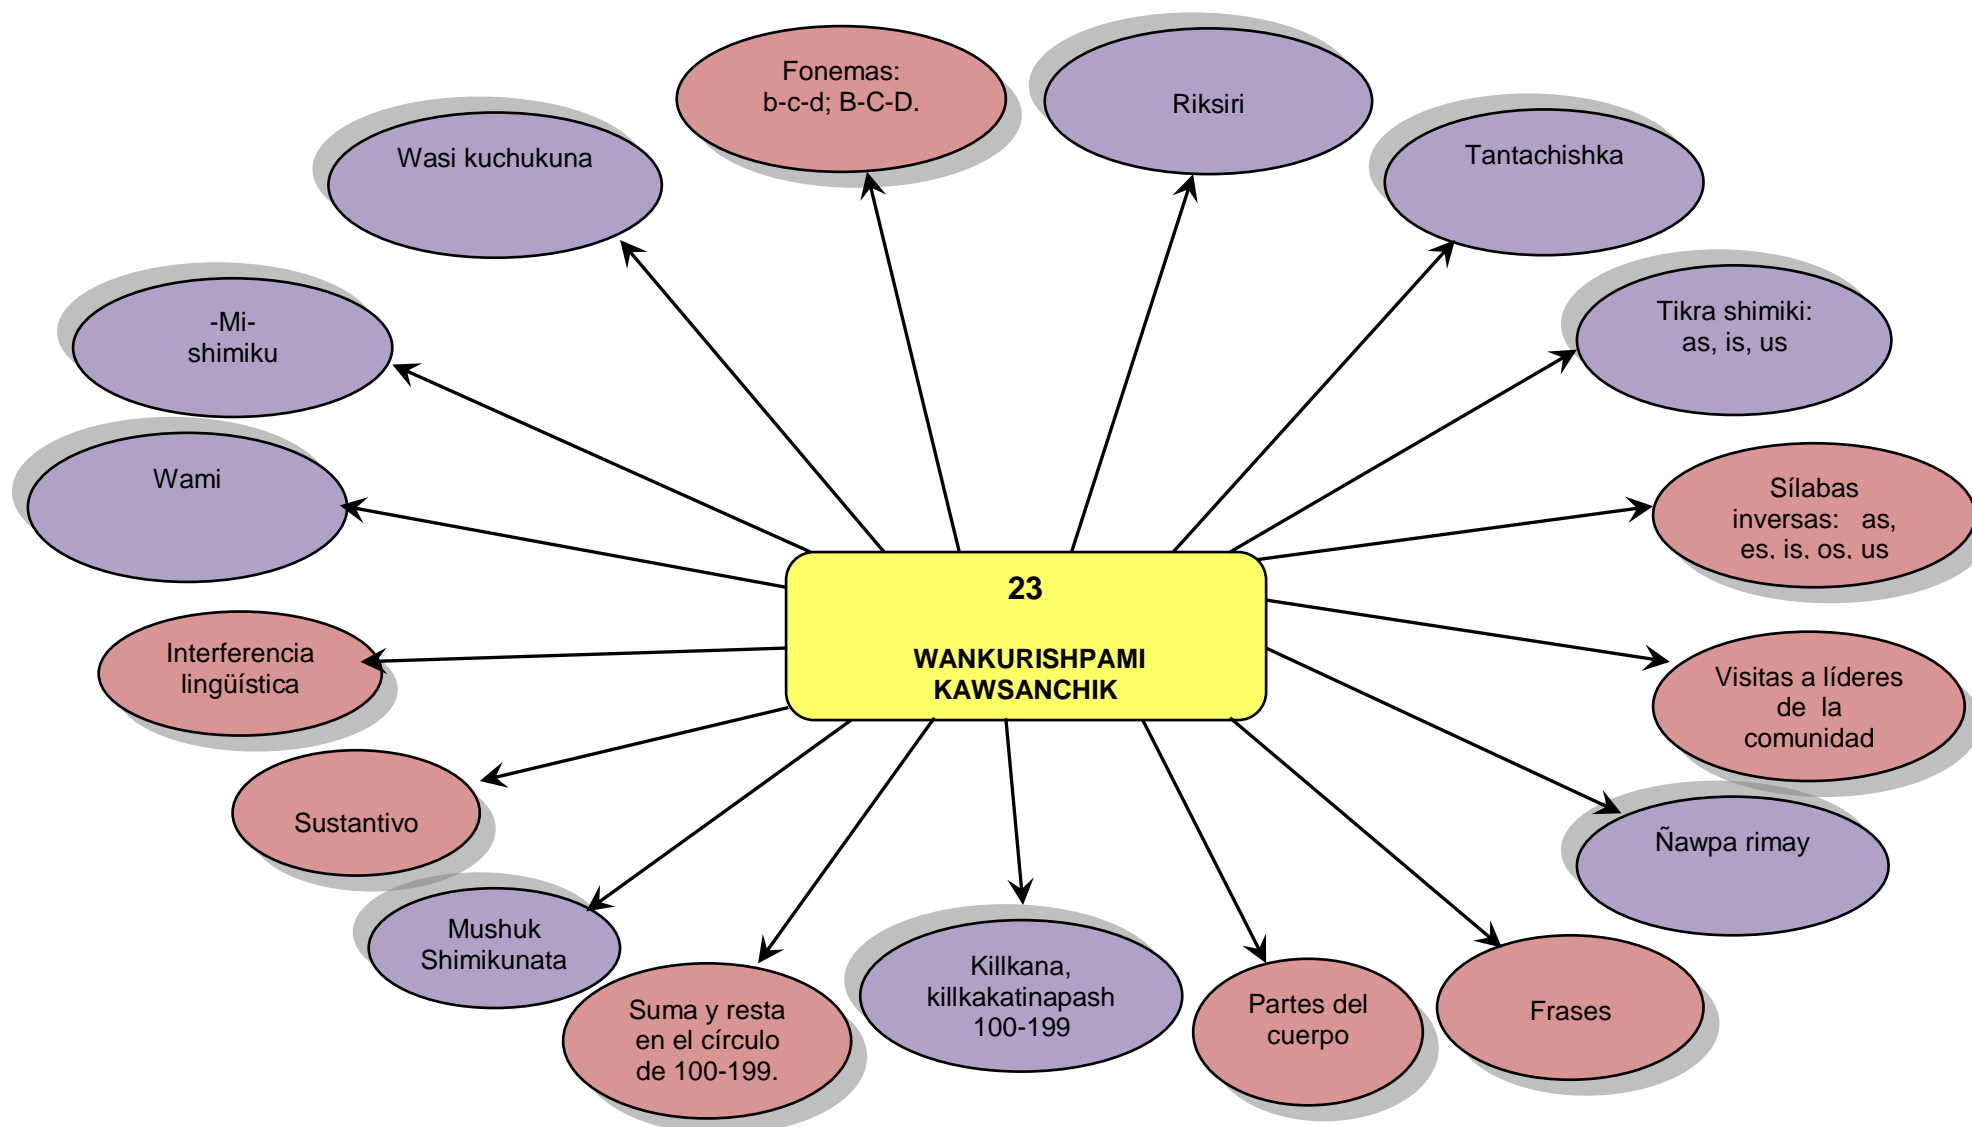 Fonemas:
b-c-d; B-C-D.
Riksiri
Wasi kuchukuna
Tantachishka
-Mi-
shimiku
Tikra shimiki:
as, is, us
Wami
Sílabas
inversas: as,
es, is, os, us
23
WANKURISHPAMI
KAWSANCHIK
Interferencia
lingüística
Visitas a líderes
de la
comunidad
Sustantivo
Ñawpa rimay
Mushuk
Shimikunata
Suma y resta
en el círculo
de 100-199.
Killkana,
killkakatinapash
100-199
Partes del
cuerpo
Frases